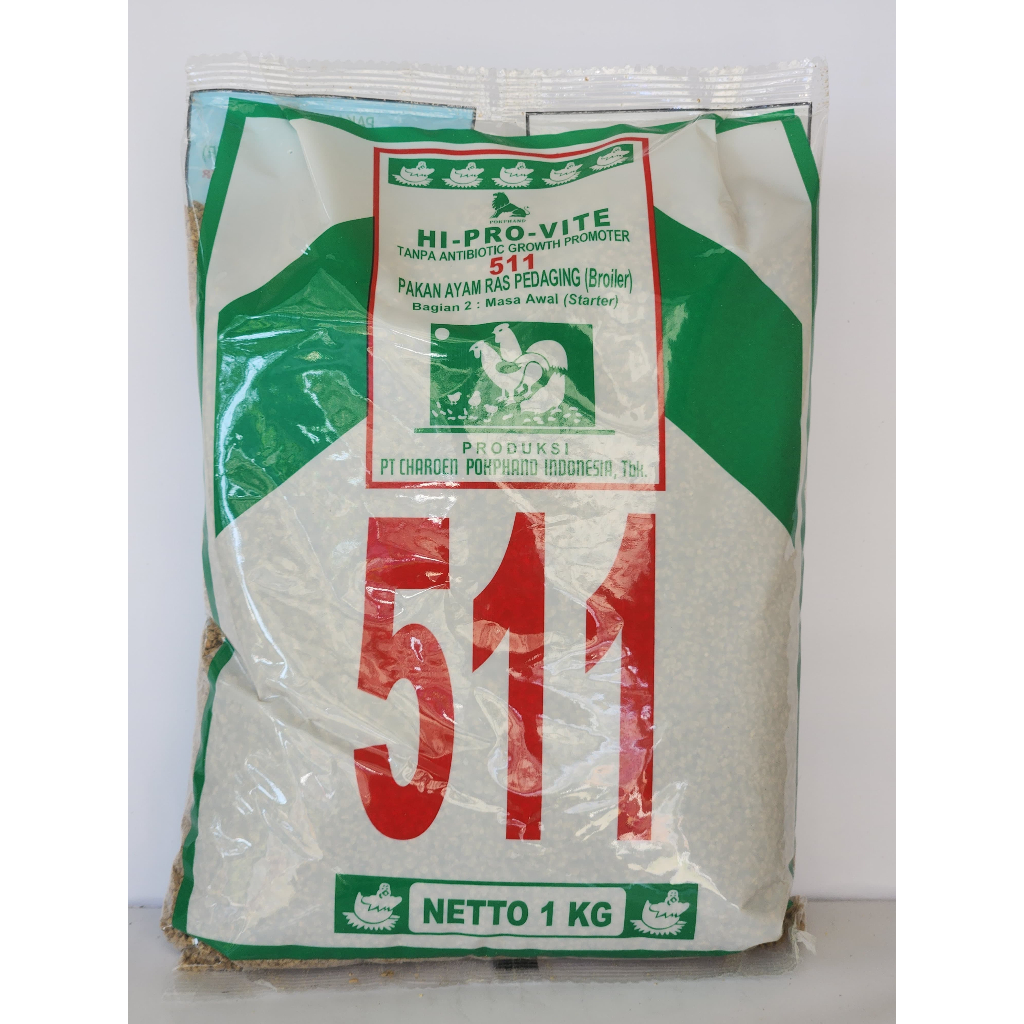 PAK
POKPHAND
HI-PRO-VITE
TANPA ANTIBIOTIC GROWTH PROMOTER
511
PAKAN AYAM RAS PEDAGING (Broiler)
Bagian 2 : Masa Awal (Starter)
PRODUKSI
PT CHAROEN POKPHAND INDONESIA, Tbk.
511
NETTO 1 KG